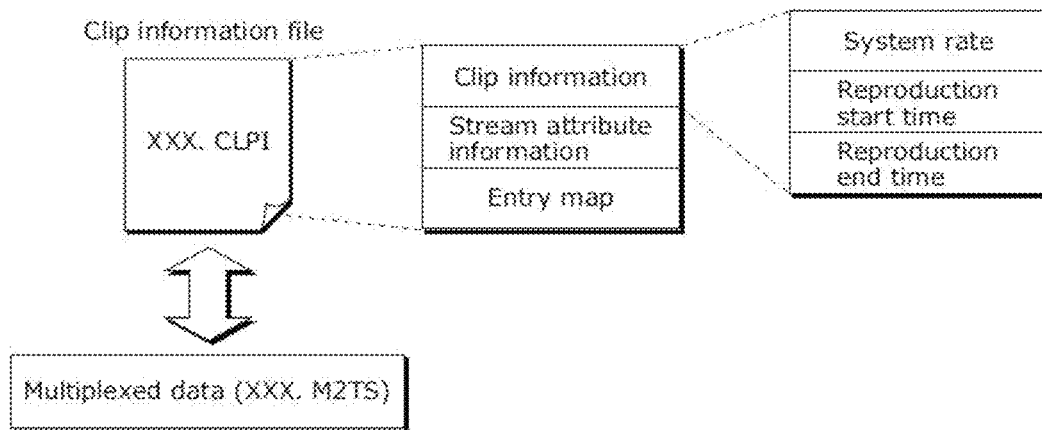 Clip information file
XXX. CLPI
Clip information
Stream attribute
information
Entry map
System rate
Reproduction
start time
Reproduction
end time
Multiplexed data (XXX. M2TS)